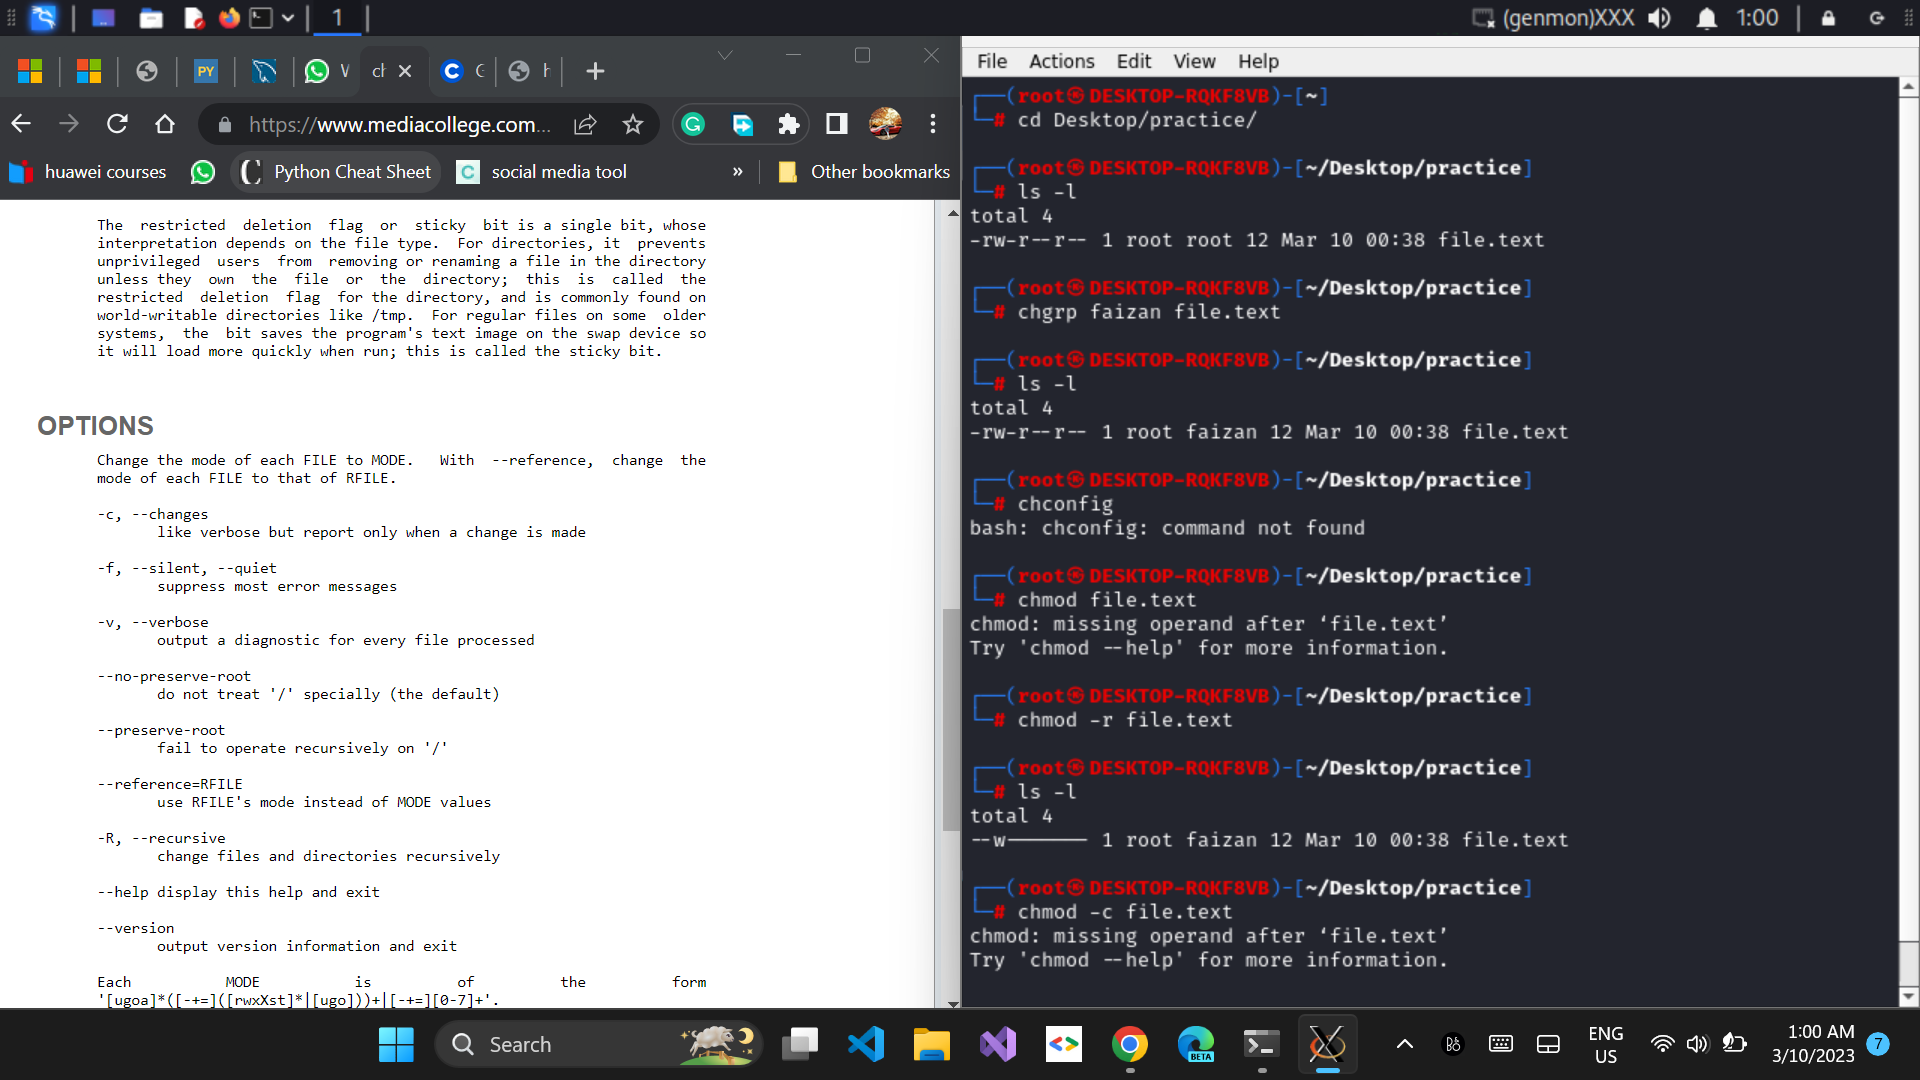 1
(genmon)XXX
1:00
PY
W
ch
C
h
https://www.mediacollege.com...
huawei courses
Python Cheat Sheet
social media tool
»
Other bookmarks
The restricted deletion flag or sticky bit is a single bit, whose
interpretation depends on the file type. For directories, it prevents
unprivileged users from removing or renaming a file in the directory
unless they own the file or the directory; this is called the
restricted deletion flag for the directory, and is commonly found on
world-writable directories like /tmp. For regular files on some older
systems, the bit saves the program's text image on the swap device so
it will load more quickly when run; this is called the sticky bit.
OPTIONS
Change the mode of each FILE to MODE. With --reference, change the
mode of each FILE to that of RFILE.
-c, --changes
like verbose but report only when a change is made
-f, --silent, --quiet
suppress most error messages
-v, --verbose
output a diagnostic for every file processed
--no-preserve-root
do not treat '/' specially (the default)
--preserve-root
fail to operate recursively on '/'
--reference=RFILE
use RFILE's mode instead of MODE values
-R, --recursive
change files and directories recursively
--help display this help and exit
--version
output version information and exit
Each MODE is of the form
'[ugoa]*([-+=]([rwxXst]*|[ugo]))+|[-+=][0-7]+'.
File Actions Edit View Help
┌──(root㉿DESKTOP-RQKF8VB)-[~]
└─# cd Desktop/practice/
┌──(root㉿DESKTOP-RQKF8VB)-[~/Desktop/practice]
└─# ls -l
total 4
-rw-r--r-- 1 root root 12 Mar 10 00:38 file.text
┌──(root㉿DESKTOP-RQKF8VB)-[~/Desktop/practice]
└─# chgrp faizan file.text
┌──(root㉿DESKTOP-RQKF8VB)-[~/Desktop/practice]
└─# ls -l
total 4
-rw-r--r-- 1 root faizan 12 Mar 10 00:38 file.text
┌──(root㉿DESKTOP-RQKF8VB)-[~/Desktop/practice]
└─# chconfig
bash: chconfig: command not found
┌──(root㉿DESKTOP-RQKF8VB)-[~/Desktop/practice]
└─# chmod file.text
chmod: missing operand after ‘file.text’
Try 'chmod --help' for more information.
┌──(root㉿DESKTOP-RQKF8VB)-[~/Desktop/practice]
└─# chmod -r file.text
┌──(root㉿DESKTOP-RQKF8VB)-[~/Desktop/practice]
└─# ls -l
total 4
--w------- 1 root faizan 12 Mar 10 00:38 file.text
┌──(root㉿DESKTOP-RQKF8VB)-[~/Desktop/practice]
└─# chmod -c file.text
chmod: missing operand after ‘file.text’
Try 'chmod --help' for more information.
Search
BETA
ENG
US
1:00 AM
3/10/2023
7